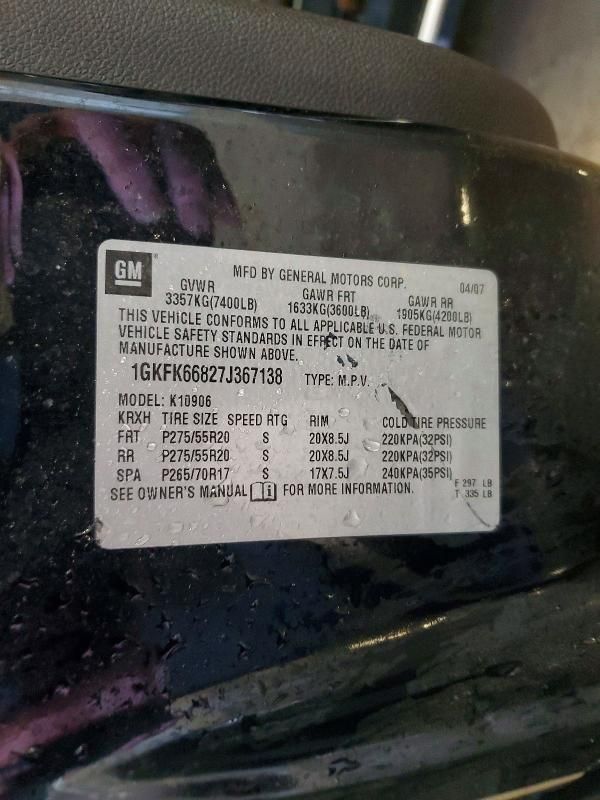 GM
MFD BY GENERAL MOTORS CORP. 04/07
GVWR GAWR FRT GAWR RR
3357KG(7400LB) 1633KG(3600LB) 1905KG(4200LB)
THIS VEHICLE CONFORMS TO ALL APPLICABLE U.S. FEDERAL MOTOR
VEHICLE SAFETY STANDARDS IN EFFECT ON THE DATE OF
MANUFACTURE SHOWN ABOVE.
1GKFK66827J367138 TYPE: M.P.V.
MODEL: K10906
KRXH TIRE SIZE SPEED RTG RIM COLD TIRE PRESSURE
FRT P275/55R20 S 20X8.5J 220KPA(32PSI)
RR P275/55R20 S 20X8.5J 220KPA(32PSI)
SPA P265/70R17 S 17X7.5J 240KPA(35PSI)
SEE OWNER'S MANUAL FOR MORE INFORMATION.
F 297 LB
T 335 LB